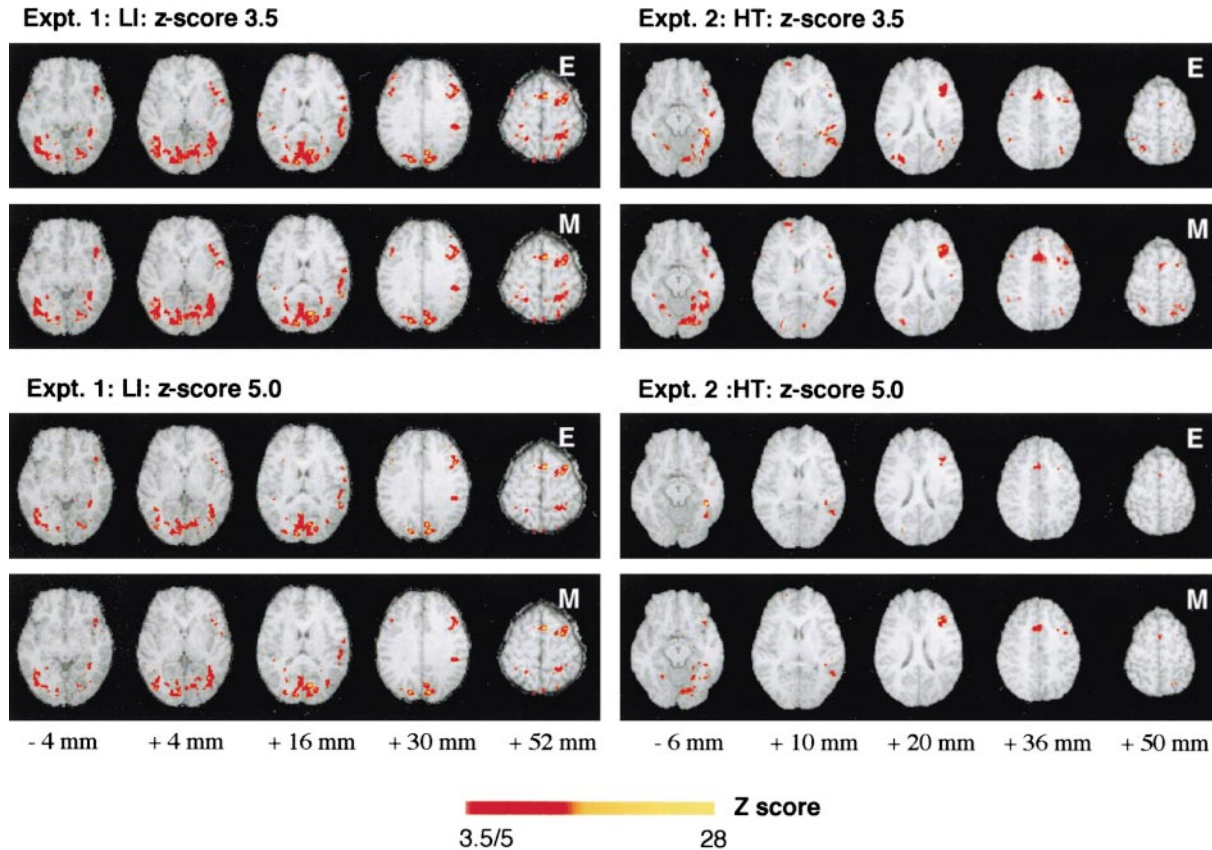 Expt. 1: LI: z-score 3.5
Expt. 2: HT: z-score 3.5
E
E
M
M
Expt. 1: LI: z-score 5.0
Expt. 2 :HT: z-score 5.0
E
E
M
M
- 4 mm
+ 4 mm
+ 16 mm
+ 30 mm
+ 52 mm
- 6 mm
+ 10 mm
+ 20 mm
+ 36 mm
+ 50 mm
Z score
3.5/5
28